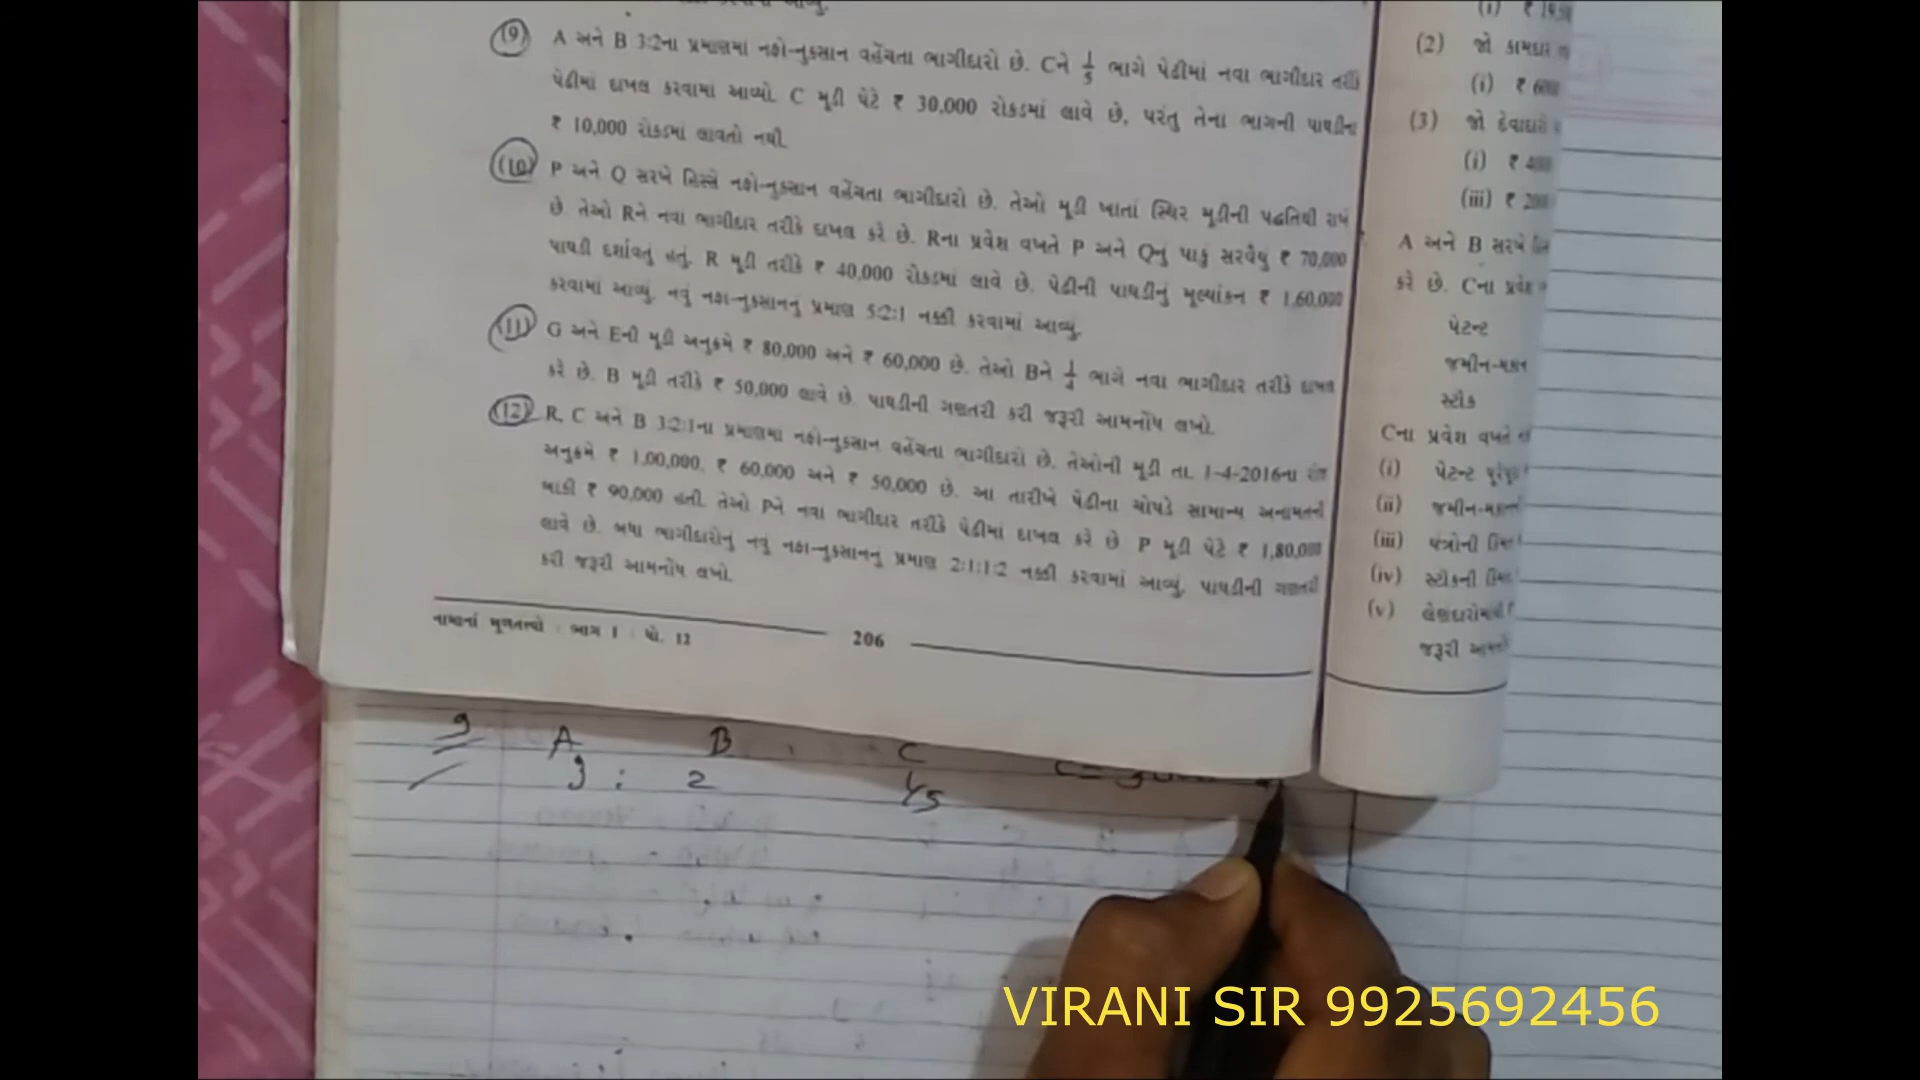 (9) A અને B 3:2ના પ્રમાણમાં નફો-નુકસાન વહેંચતા ભાગીદારો છે. Cને 1/5 ભાગે પેઢીમાં નવા ભાગીદાર તરીકે
પેઢીમાં દાખલ કરવામાં આવ્યો. C મૂડી પેટે ₹ 30,000 રોકડમાં લાવે છે, પરંતુ તેના ભાગની પાઘડીના
₹ 10,000 રોકડમાં લાવતો નથી.
(10) P અને Q સરખે હિસ્સે નફો-નુકસાન વહેંચતા ભાગીદારો છે. તેઓ મૂડી ખાતાં સ્થિર મૂડીની પદ્ધતિથી રાખે
છે. તેઓ Rને નવા ભાગીદાર તરીકે દાખલ કરે છે. Rના પ્રવેશ વખતે P અને Qનું પાકું સરવૈયું ₹ 70,000
પાઘડી દર્શાવતું હતું. R મૂડી તરીકે ₹ 40,000 રોકડમાં લાવે છે. પેઢીની પાઘડીનું મૂલ્યાંકન ₹ 1,60,000
કરવામાં આવ્યું. નવું નફા-નુકસાનનું પ્રમાણ 5:2:1 નક્કી કરવામાં આવ્યું.
(11) G અને Eની મૂડી અનુક્રમે ₹ 80,000 અને ₹ 60,000 છે. તેઓ Bને 1/4 ભાગે નવા ભાગીદાર તરીકે દાખલ
કરે છે. B મૂડી તરીકે ₹ 50,000 લાવે છે. પાઘડીની ગણતરી કરી જરૂરી આમનોંધ લખો.
(12) R, C અને B 3:2:1ના પ્રમાણમાં નફો-નુકસાન વહેંચતા ભાગીદારો છે. તેઓની મૂડી તા. 1-4-2016ના રોજ
અનુક્રમે ₹ 1,00,000, ₹ 60,000 અને ₹ 50,000 છે. આ તારીખે પેઢીના ચોપડે સામાન્ય અનામતની
બાકી ₹ 90,000 હતી. તેઓ Pને નવા ભાગીદાર તરીકે પેઢીમાં દાખલ કરે છે. P મૂડી પેટે ₹ 1,80,000
લાવે છે. બધા ભાગીદારોનું નવું નફા-નુકસાનનું પ્રમાણ 2:1:1:2 નક્કી કરવામાં આવ્યું. પાઘડીની ગણતરી
કરી જરૂરી આમનોંધ લખો.
નામાનાં મૂળતત્ત્વો : ભાગ 1 : ધો. 12
206
(i) ₹
(2) જો કામદાર
(i) ₹
(3) જો દેવાદારો
(i) ₹
(iii) ₹
A અને B સરખે
કરે છે. Cના પ્રવેશ
પેટન્ટ
જમીન-મકાન
સ્ટૉક
Cના પ્રવેશ વખતે
(i) પેટન્ટ
(ii) જમીન-મકાનની
(iii) યંત્રોની
(iv) સ્ટૉકની
(v) લેણદારોમાંથી
જરૂરી
9 A B C
3 : 2 1/5
VIRANI SIR 9925692456